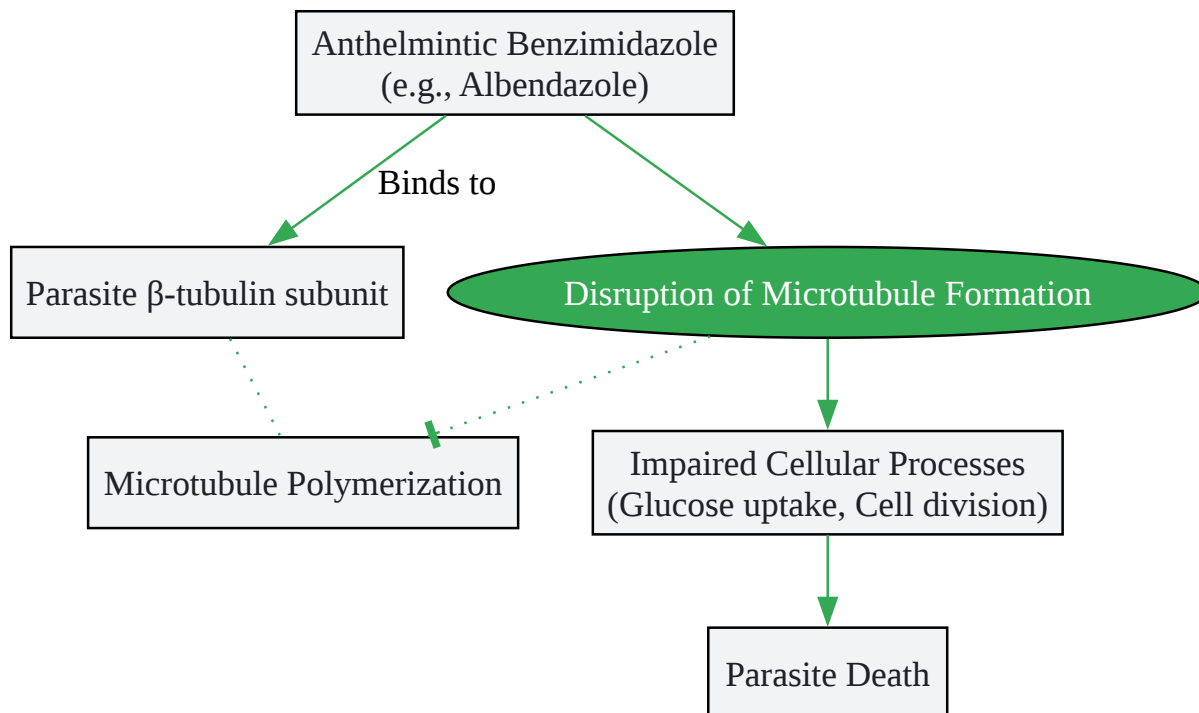 Anthelmintic Benzimidazole
(e.g., Albendazole)
Binds to
Parasite β-tubulin subunit
Disruption of Microtubule Formation
Microtubule Polymerization
Impaired Cellular Processes
(Glucose uptake, Cell division)
Parasite Death